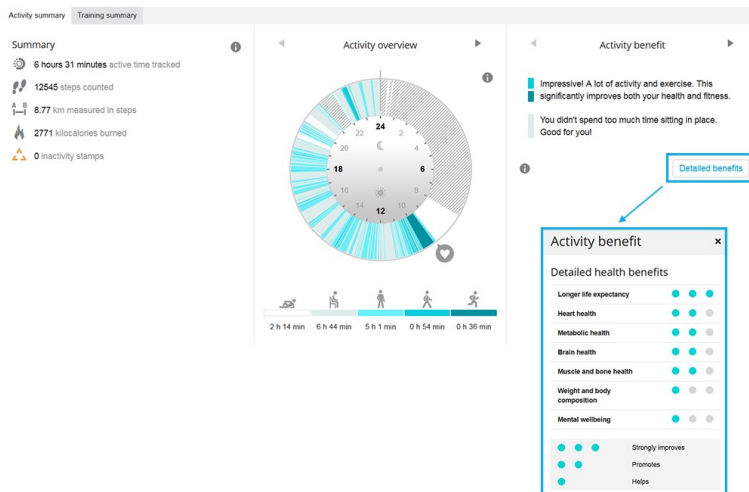 Activity summary
Training summary
Summary
6 hours 31 minutes active time tracked
12545 steps counted
A B
8.77 km measured in steps
2771 kilocalories burned
0 inactivity stamps
Activity overview
24
2
4
6
8
10
12
14
16
18
20
22
2 h 14 min
6 h 44 min
5 h 1 min
0 h 54 min
0 h 36 min
Activity benefit
Impressive! A lot of activity and exercise. This
significantly improves both your health and fitness.
You didn't spend too much time sitting in place.
Good for you!
Detailed benefits
Activity benefit
×
Detailed health benefits
Longer life expectancy
Heart health
Metabolic health
Brain health
Muscle and bone health
Weight and body
composition
Mental wellbeing
Strongly improves
Promotes
Helps